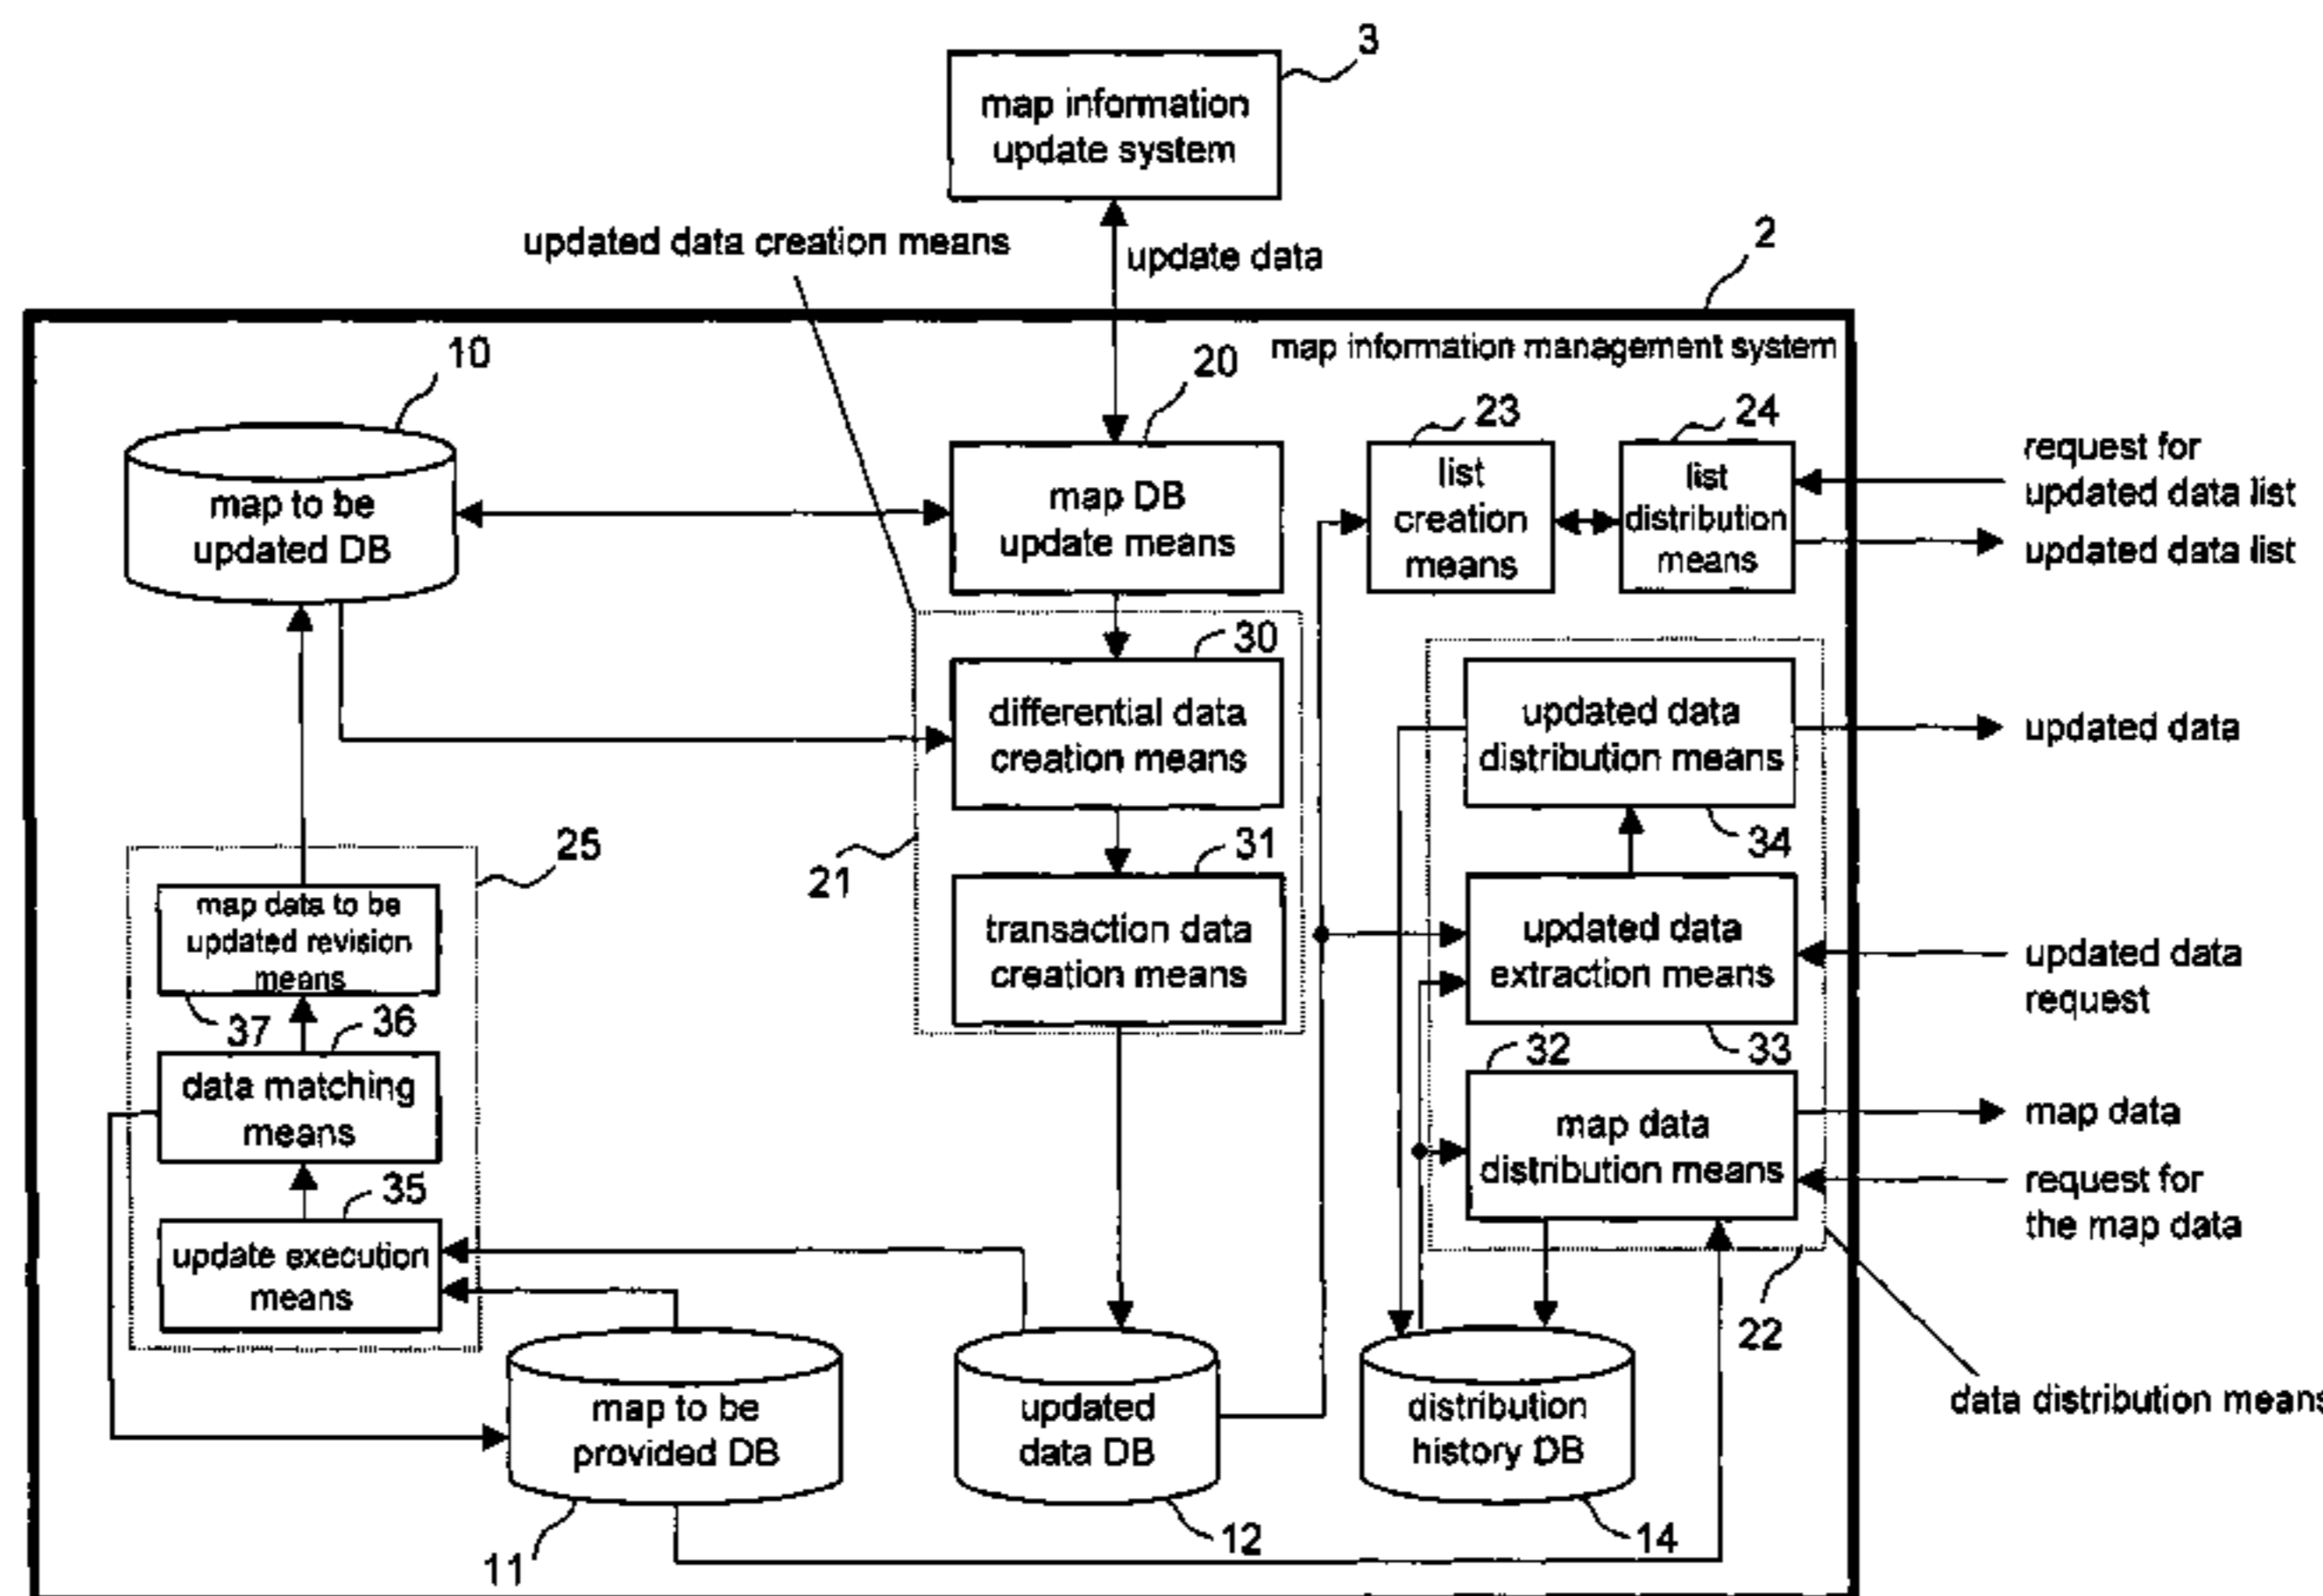 3
map information
update system
updated data creation means
update data
2
map information management system
10
20
23
24
map to be
updated DB
map DB
update means
list
creation
means
list
distribution
means
request for
updated data list
updated data list
30
differential data
creation means
updated data
distribution means
updated data
34
25
21
31
map data to be
updated revision
means
transaction data
creation means
updated data
extraction means
updated data
request
37
36
32
33
data matching
means
map data
distribution means
map data
request for
the map data
35
update execution
means
22
map to be
provided DB
updated
data DB
distribution
history DB
data distribution means
11
12
14